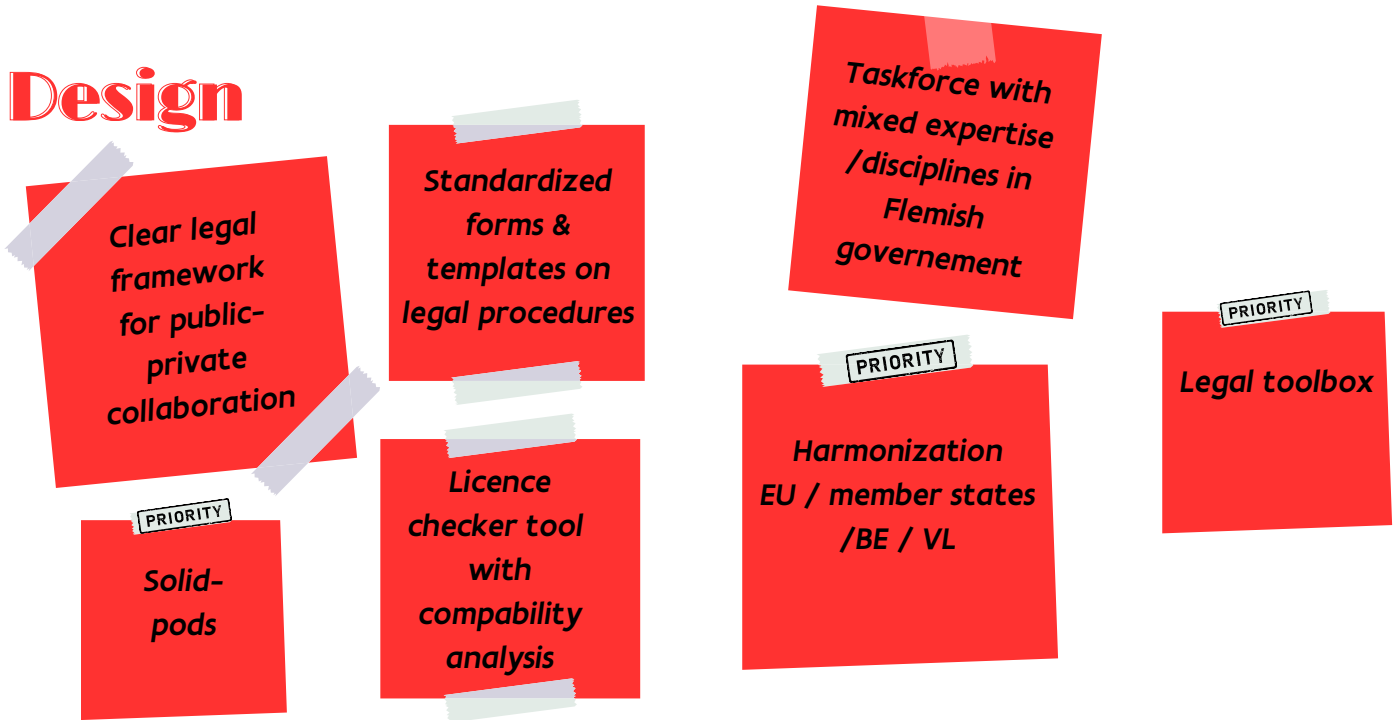 Design
Clear legal
framework
for public-
private
collaboration
Standardized
forms &
templates on
legal procedures
Taskforce with
mixed expertise
/disciplines in
Flemish
governement
PRIORITY
Solid-
pods
Licence
checker tool
with
compability
analysis
PRIORITY
Harmonization
EU / member states
/BE / VL
PRIORITY
Legal toolbox